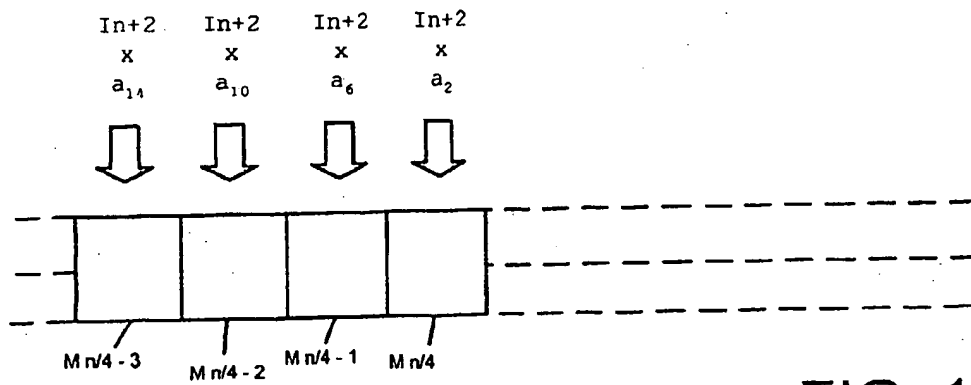 In+2 In+2 In+2 In+2
x x x x
a₁₄ a₁₀ a₆ a₂
M n/4 - 3 M n/4 - 2 M n/4 - 1 M n/4